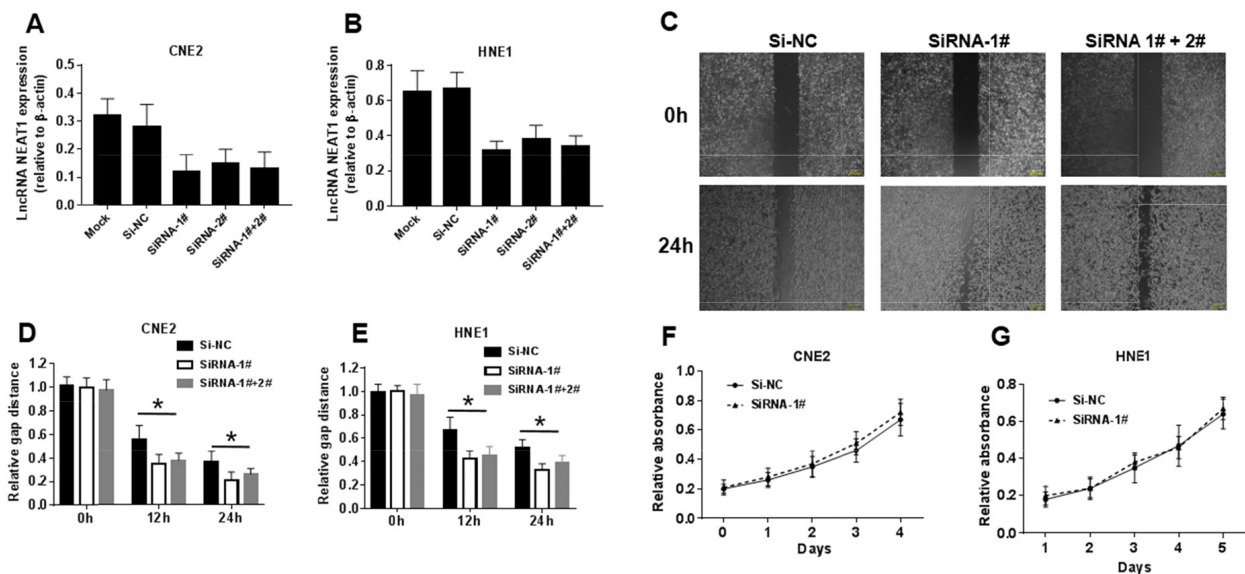 A
CNE2
LncRNA NEAT1 expression
(relative to β-actin)
0.5
0.4
0.3
0.2
0.1
0.0
Mock
Si-NC
SiRNA-1#
SiRNA-2#
SiRNA-1#+2#
B
HNE1
LncRNA NEAT1 expression
(relative to β-actin)
0.8
0.6
0.4
0.2
0.0
Mock
Si-NC
SiRNA-1#
SiRNA-2#
SiRNA-1#+2#
C
Si-NC
SiRNA-1#
SiRNA 1# + 2#
0h
24h
D
CNE2
Relative gap distance
1.2
1.0
0.8
0.6
0.4
0.2
0
Si-NC
SiRNA-1#
SiRNA-1#+2#
*
*
0h
12h
24h
E
HNE1
Relative gap distance
1.2
1.0
0.8
0.6
0.4
0.2
0
Si-NC
SiRNA-1#
SiRNA-1#+2#
*
*
0h
12h
24h
F
CNE2
Relative absorbance
1.0
0.8
0.6
0.4
0.2
0.0
Si-NC
SiRNA-1#
0
1
2
3
4
Days
G
HNE1
Relative absorbance
0.8
0.6
0.4
0.2
0.0
Si-NC
SiRNA-1#
1
2
3
4
5
Days